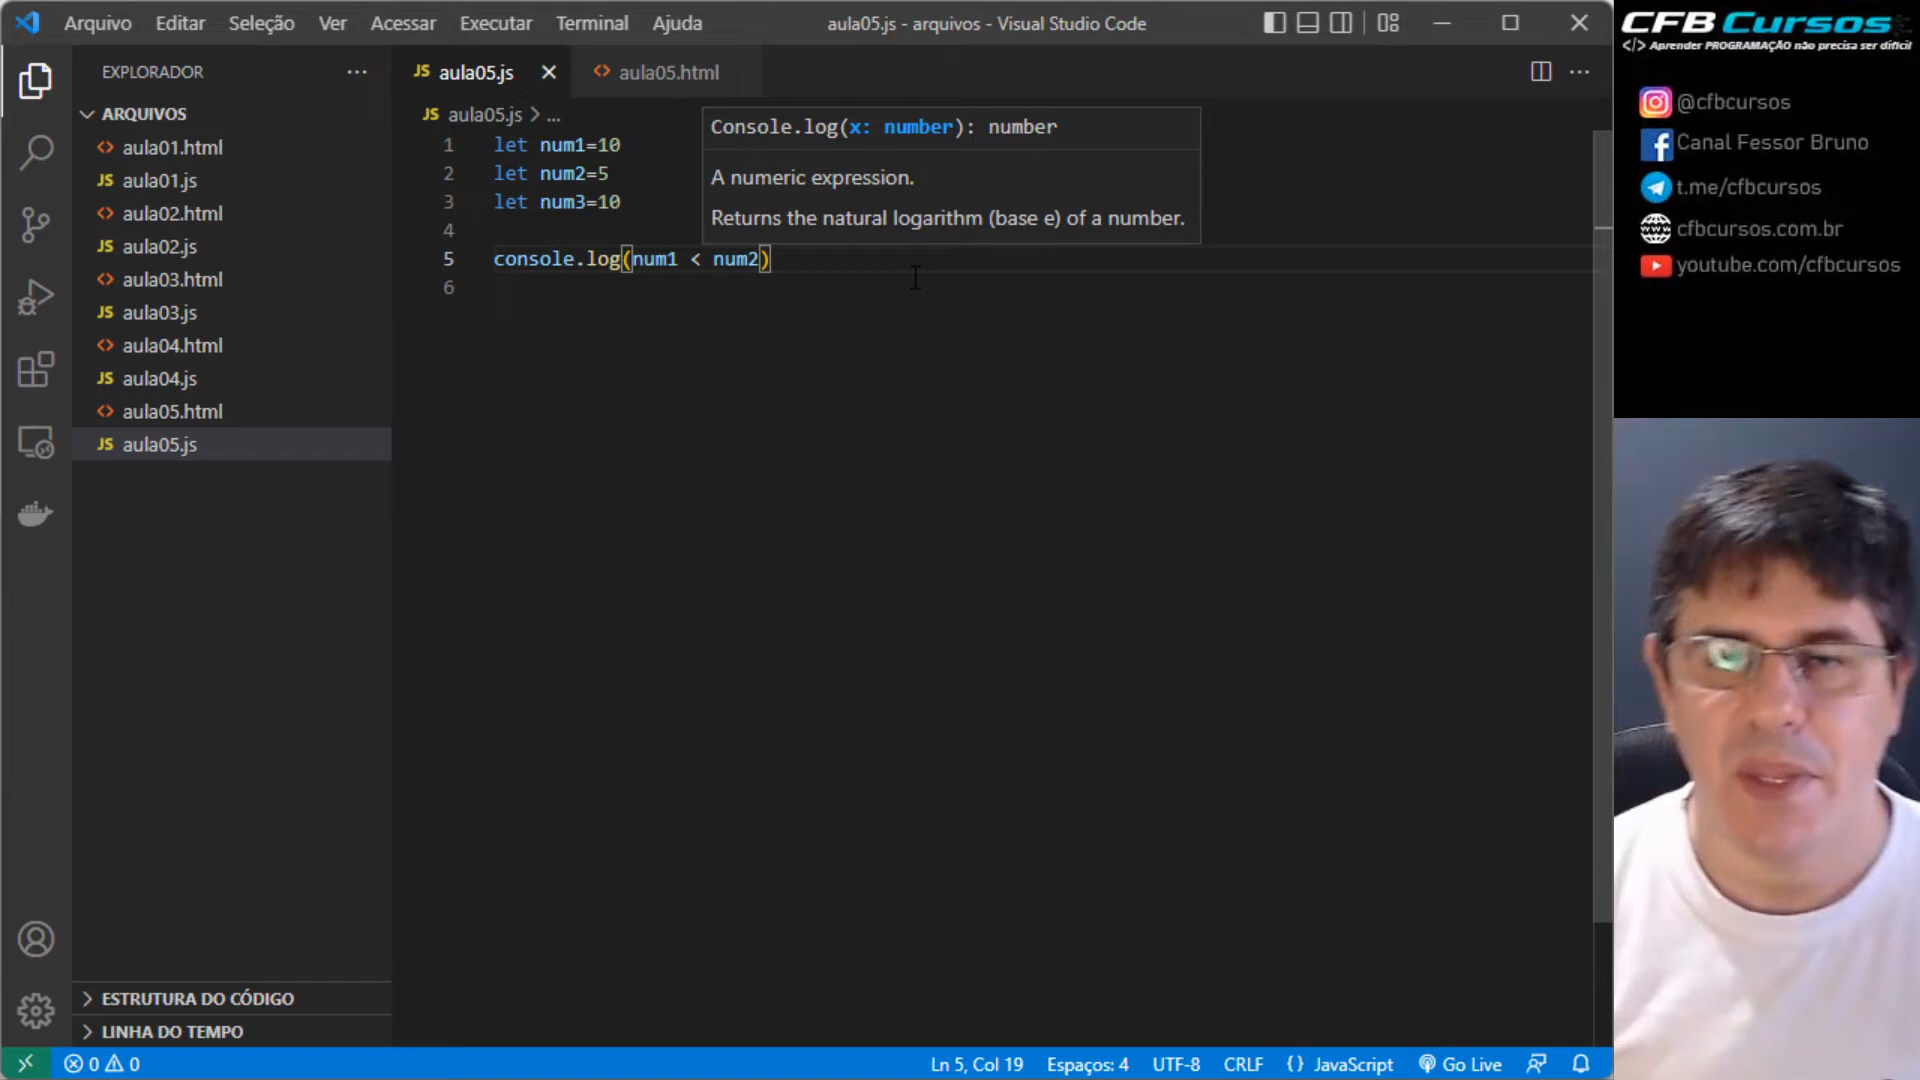 Arquivo Editar Seleção Ver Acessar Executar Terminal Ajuda
aula05.js - arquivos - Visual Studio Code
EXPLORADOR
ARQUIVOS
aula01.html
JS aula01.js
aula02.html
JS aula02.js
aula03.html
JS aula03.js
aula04.html
JS aula04.js
aula05.html
JS aula05.js
ESTRUTURA DO CÓDIGO
LINHA DO TEMPO
JS aula05.js
aula05.html
JS aula05.js > ...
1 let num1=10
2 let num2=5
3 let num3=10
4
5 console.log(num1 < num2)
6
Console.log(x: number): number
A numeric expression.
Returns the natural logarithm (base e) of a number.
0 0
Ln 5, Col 19
Espaços: 4
UTF-8
CRLF
{} JavaScript
Go Live
CFB Cursos
</> Aprender PROGRAMAÇÃO não precisa ser difícil
@cfbcursos
Canal Fessor Bruno
t.me/cfbcursos
cfbcursos.com.br
youtube.com/cfbcursos